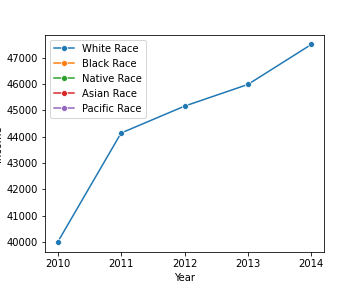 White Race
Black Race
Native Race
Asian Race
Pacific Race
47000
46000
45000
44000
43000
42000
41000
40000
2010
2011
2012
2013
2014
Year